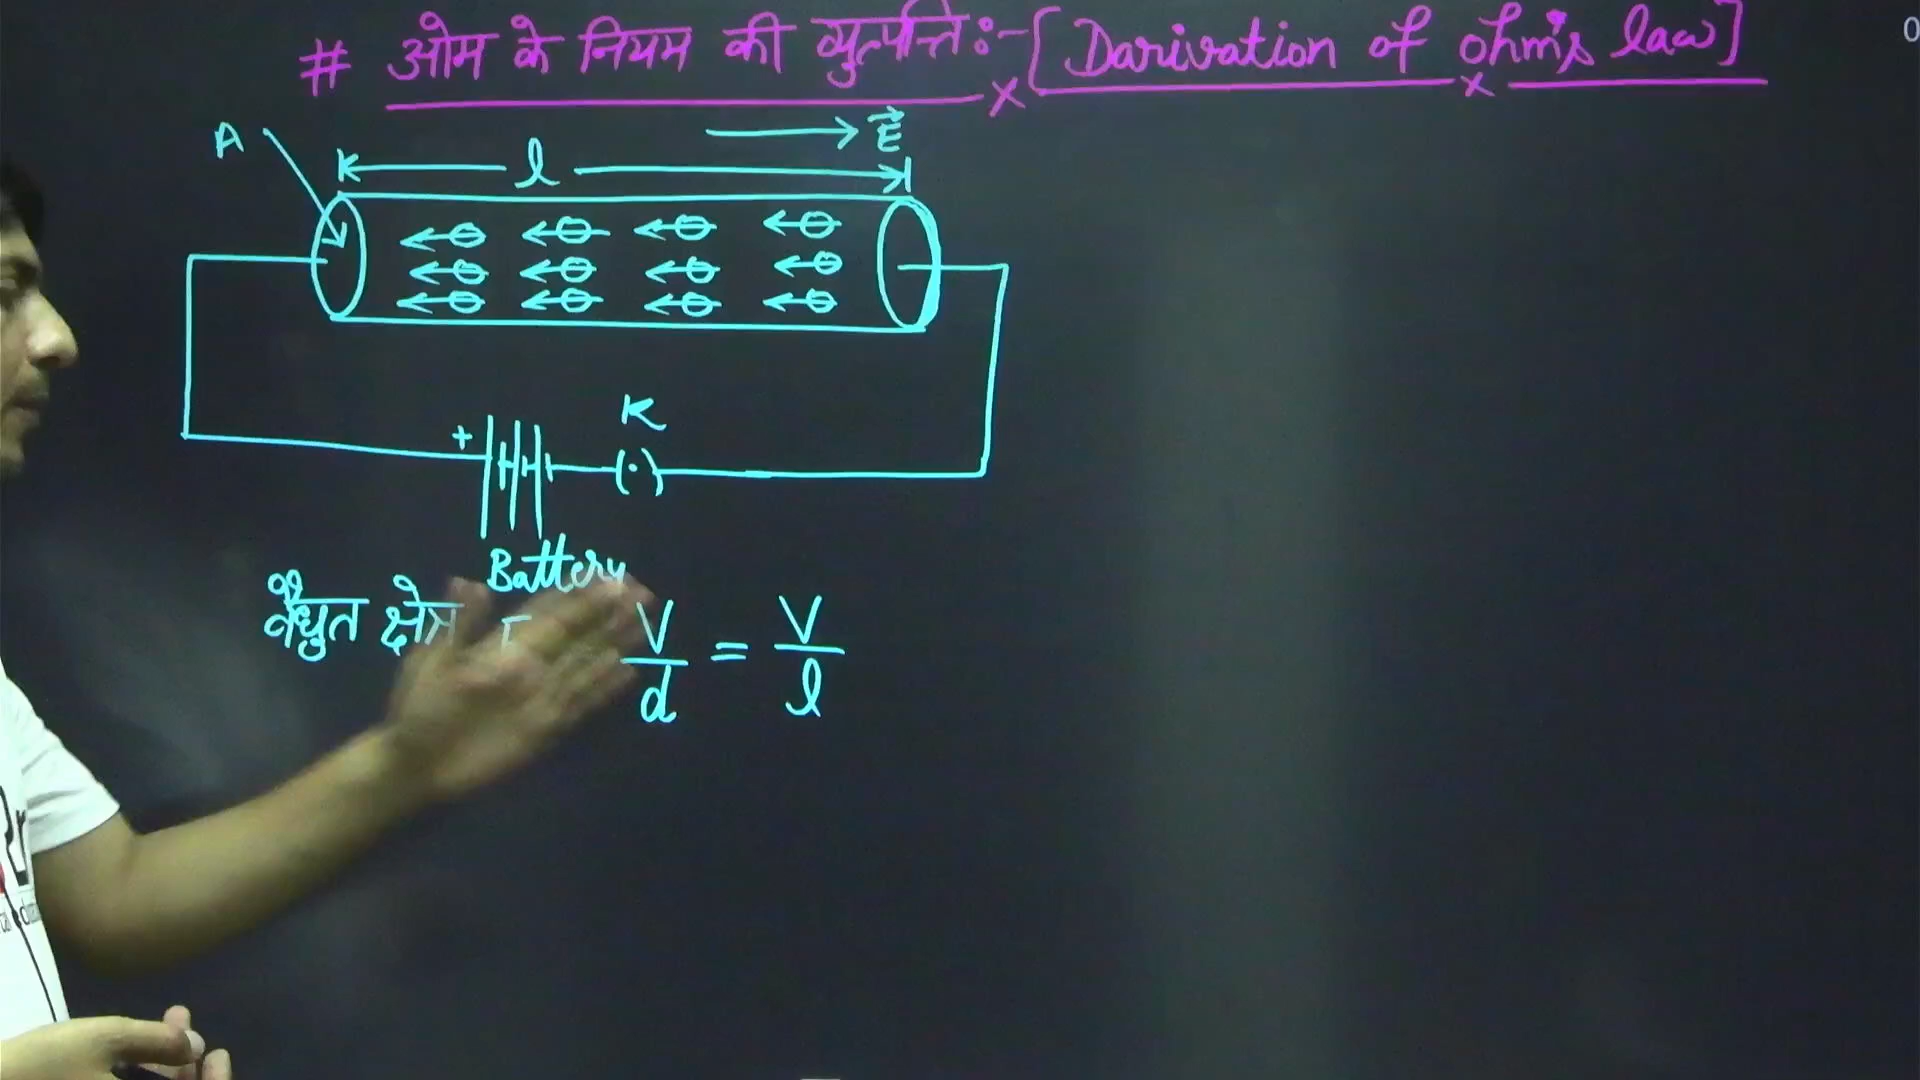 # ओम के नियम की व्युत्पत्ति :- [Darivation of ohm's law]
A
l
E
K
+
Battery
वैधुत क्षेत्र
V/d = V/l